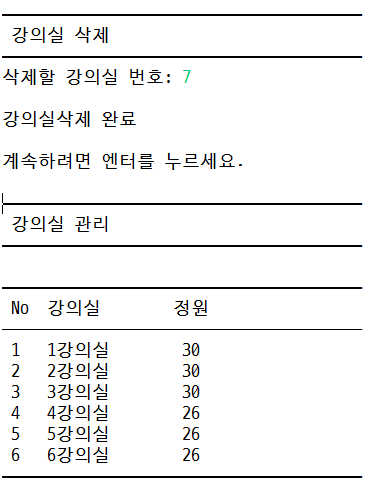 강의실 삭제
삭제할 강의실 번호: 7
강의실삭제 완료
계속하려면 엔터를 누르세요.
강의실 관리
No 강의실 정원
1 1강의실 30
2 2강의실 30
3 3강의실 30
4 4강의실 26
5 5강의실 26
6 6강의실 26